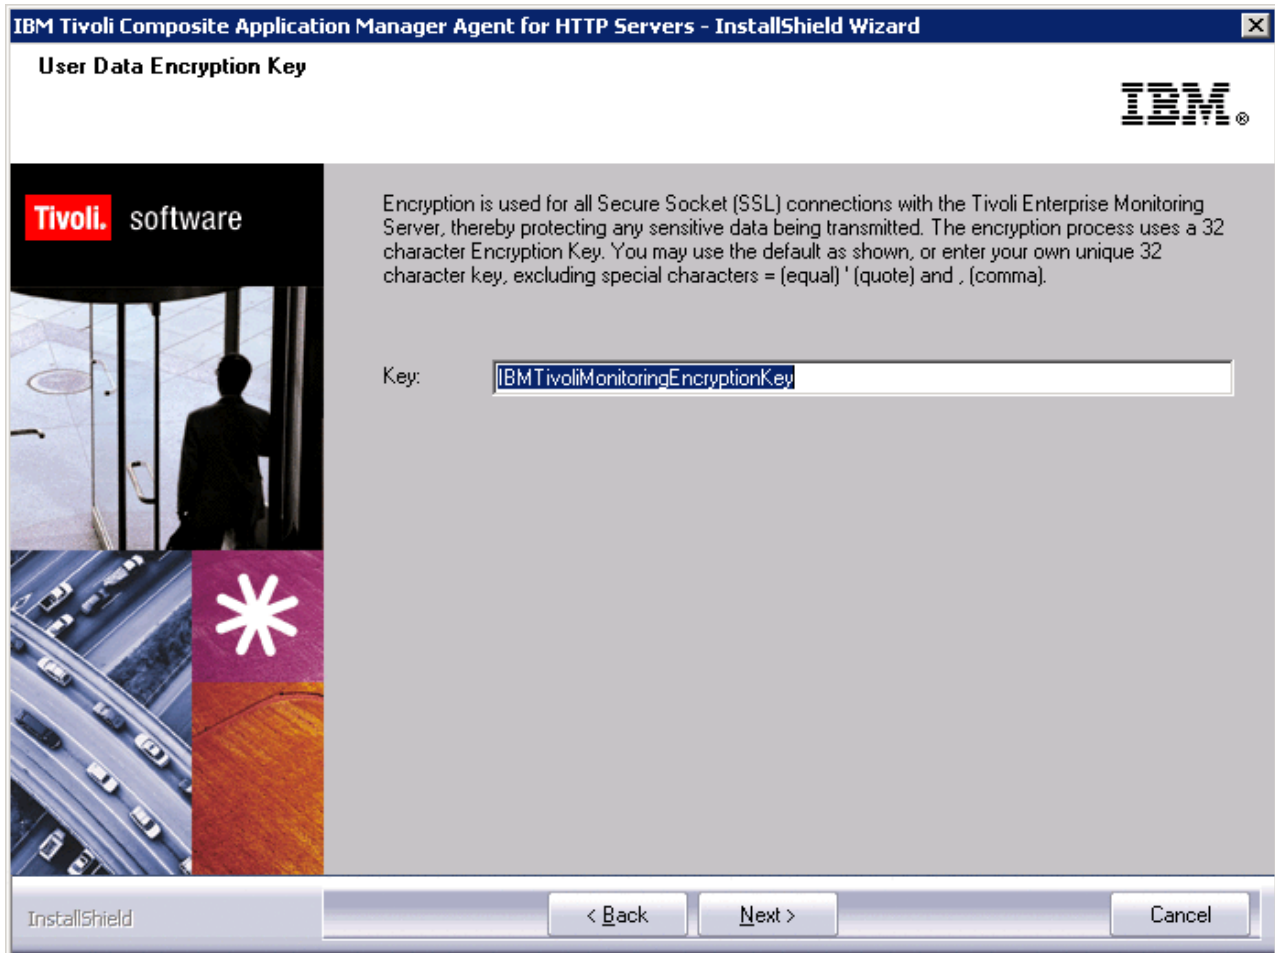 IBM Tivoli Composite Application Manager Agent for HTTP Servers - InstallShield Wizard
User Data Encryption Key
IBM®
Tivoli. software
Encryption is used for all Secure Socket (SSL) connections with the Tivoli Enterprise Monitoring
Server, thereby protecting any sensitive data being transmitted. The encryption process uses a 32
character Encryption Key. You may use the default as shown, or enter your own unique 32
character key, excluding special characters = (equal) ' (quote) and , (comma).
Key: IBMTivoliMonitoringEncryptionKey
InstallShield
< Back Next > Cancel